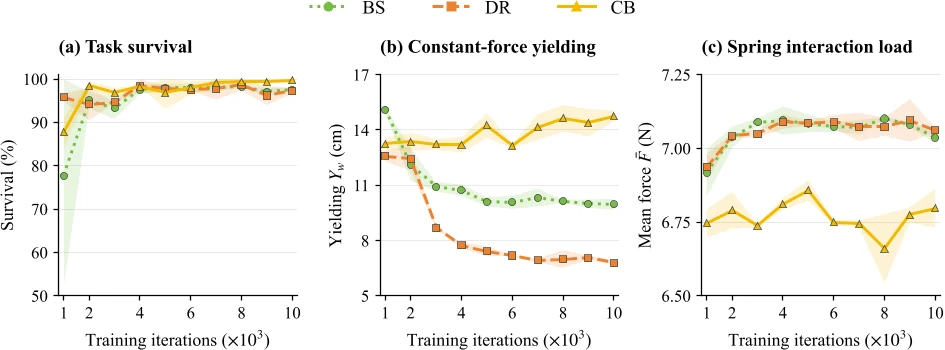 BS DR CB
(a) Task survival
100
90
80
70
60
50
Survival (%)
1 2 4 6 8 10
Training iterations (×10³)
(b) Constant-force yielding
17
14
11
8
5
Yielding Y_w (cm)
1 2 4 6 8 10
Training iterations (×10³)
(c) Spring interaction load
7.25
7.00
6.75
6.50
Mean force F̄ (N)
1 2 4 6 8 10
Training iterations (×10³)